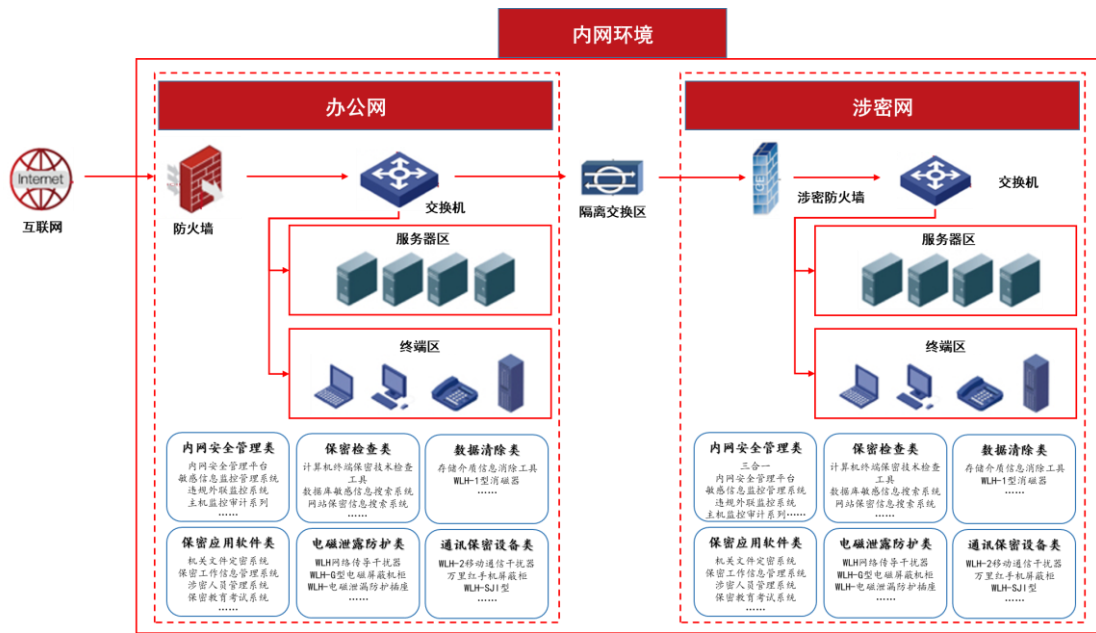 内网环境
办公网
涉密网
Internet
互联网
防火墙
交换机
隔离交换区
涉密防火墙
交换机
服务器区
终端区
服务器区
终端区
内网安全管理类
内网安全管理平台
敏感信息监控管理系统
违规外联监控系统
主机监控审计系列
……
保密检查类
计算机终端保密技术检查
工具
数据库敏感信息搜索系统
网站保密信息搜索系统
……
数据清除类
存储介质信息消除工具
WLH-1型消磁器
……
保密应用软件类
机关文件定密系统
保密工作信息管理系统
涉密人员管理系统
保密教育考试系统
……
电磁泄露防护类
WLH网络传导干扰器
WLH-G型电磁屏蔽机柜
WLH-电磁泄漏防护插座
……
通讯保密设备类
WLH-2移动通信干扰器
万里红手机屏蔽柜
WLH-SJI型
……
内网安全管理类
三合一
内网安全管理平台
敏感信息监控管理系统
违规外联监控系统
主机监控审计系列……
保密检查类
计算机终端保密技术检查
工具
数据库敏感信息搜索系统
网站保密信息搜索系统
……
数据清除类
存储介质信息消除工具
WLH-1型消磁器
……
保密应用软件类
机关文件定密系统
保密工作信息管理系统
涉密人员管理系统
保密教育考试系统
……
电磁泄露防护类
WLH网络传导干扰器
WLH-G型电磁屏蔽机柜
WLH-电磁泄漏防护插座
……
通讯保密设备类
WLH-2移动通信干扰器
万里红手机屏蔽柜
WLH-SJI型
……